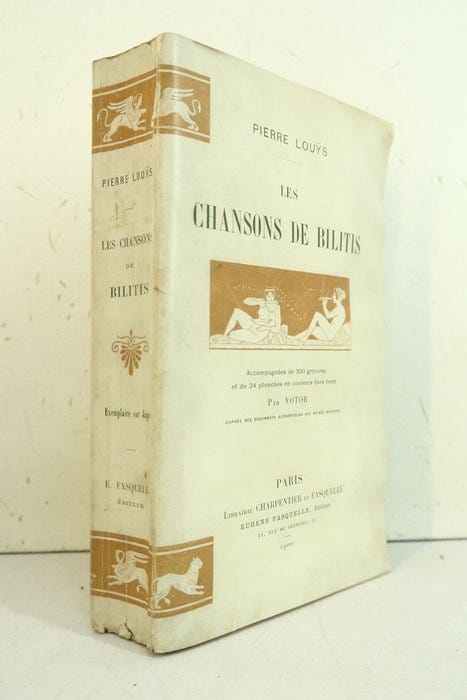 PIERRE LOUŸS
LES CHANSONS
DE
BILITIS
Exemplaire sur Jap
E. FASQUELL
ÉDITEUR
PIERRE LOUŸS
LES
CHANSONS DE BILITIS
Accompagnées de 300 gravures
et de 24 planches en couleurs hors texte
PAR NOTOR
D'APRÈS DES DOCUMENTS AUTHENTIQUES DES MUSÉES D'EUROPE
PARIS
LIBRAIRIE CHARPENTIER ET FASQUELLE
EUGÈNE FASQUELLE, Éditeur
11, RUE DE GRENELLE, 11
1900